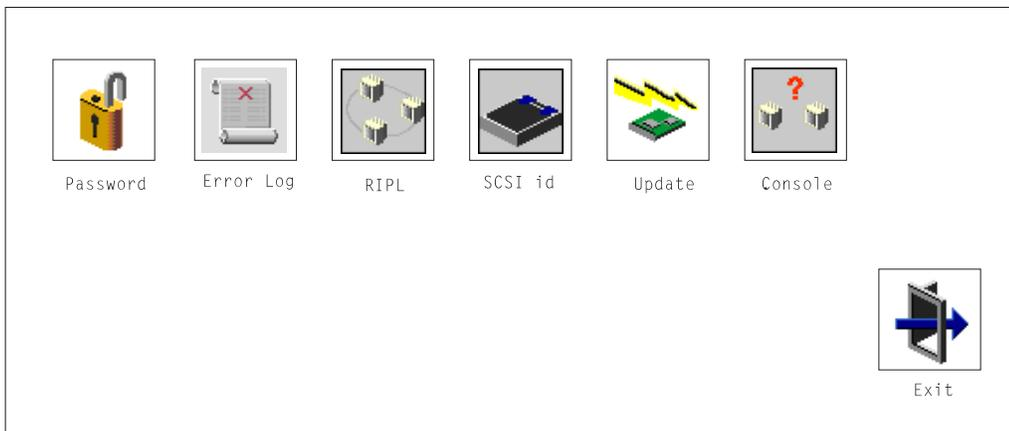 Password
Error Log
RIPL
SCSI id
Update
Console
?
Exit